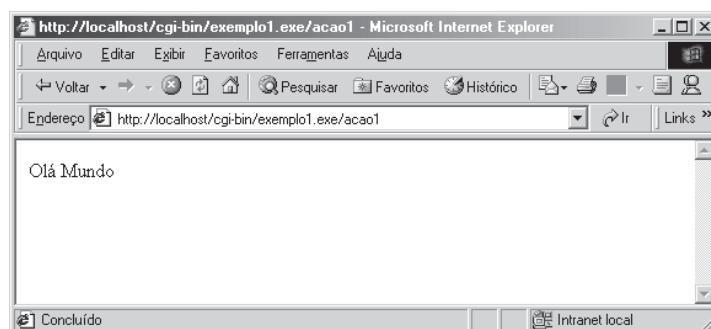 http://localhost/cgi-bin/exemplo1.exe/acao1 - Microsoft Internet Explorer
Arquivo Editar Exibir Favoritos Ferramentas Ajuda
Voltar Pesquisar Favoritos Histórico
Endereço http://localhost/cgi-bin/exemplo1.exe/acao1 Ir Links »
Olá Mundo
Concluído Intranet local